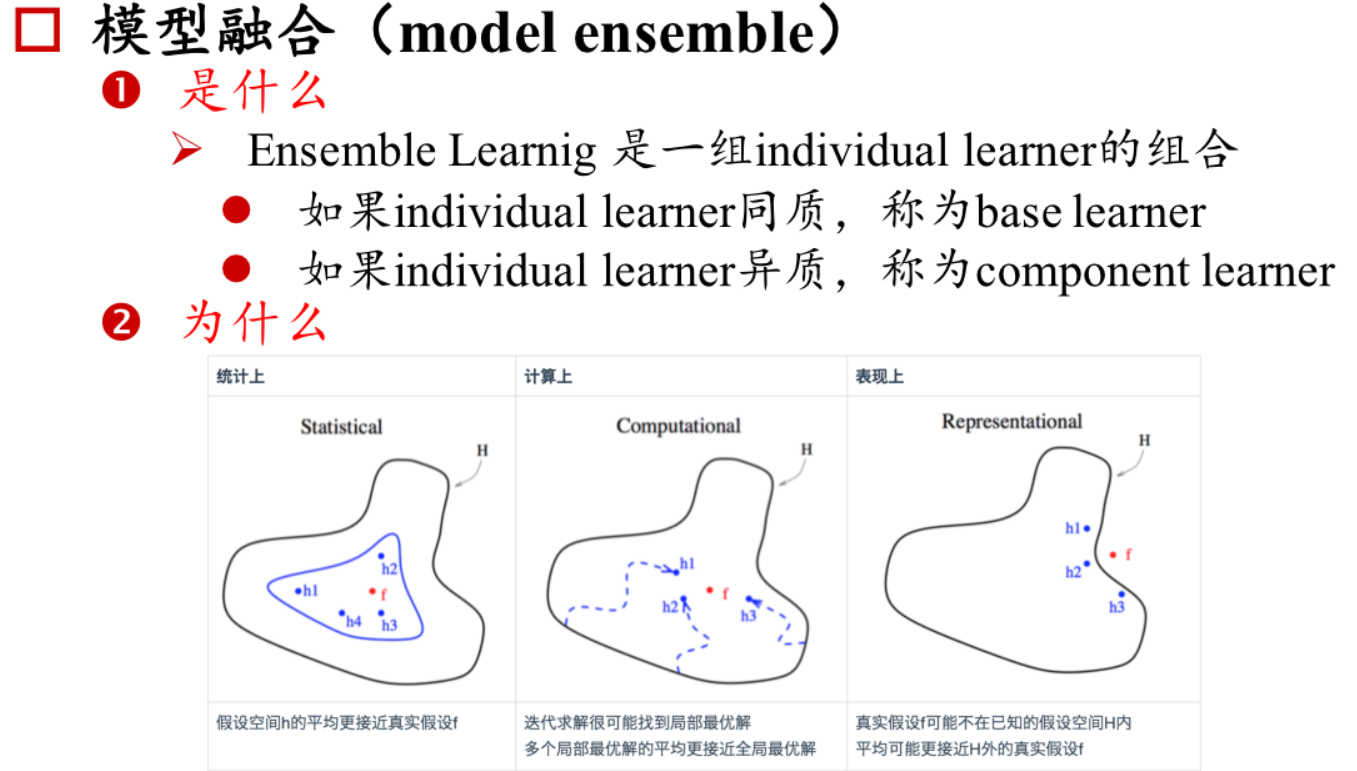 模型融合（model ensemble）
❶ 是什么
Ensemble Learnig 是一组individual learner的组合
如果individual learner同质，称为base learner
如果individual learner异质，称为component learner
❷ 为什么
统计上
Statistical
H
h2
h1
f
h4
h3
假设空间h的平均更接近真实假设f
计算上
Computational
H
h1
f
h2
h3
迭代求解很可能找到局部最优解
多个局部最优解的平均更接近全局最优解
表现上
Representational
H
h1
f
h2
h3
真实假设f可能不在已知的假设空间H内
平均可能更接近H外的真实假设f